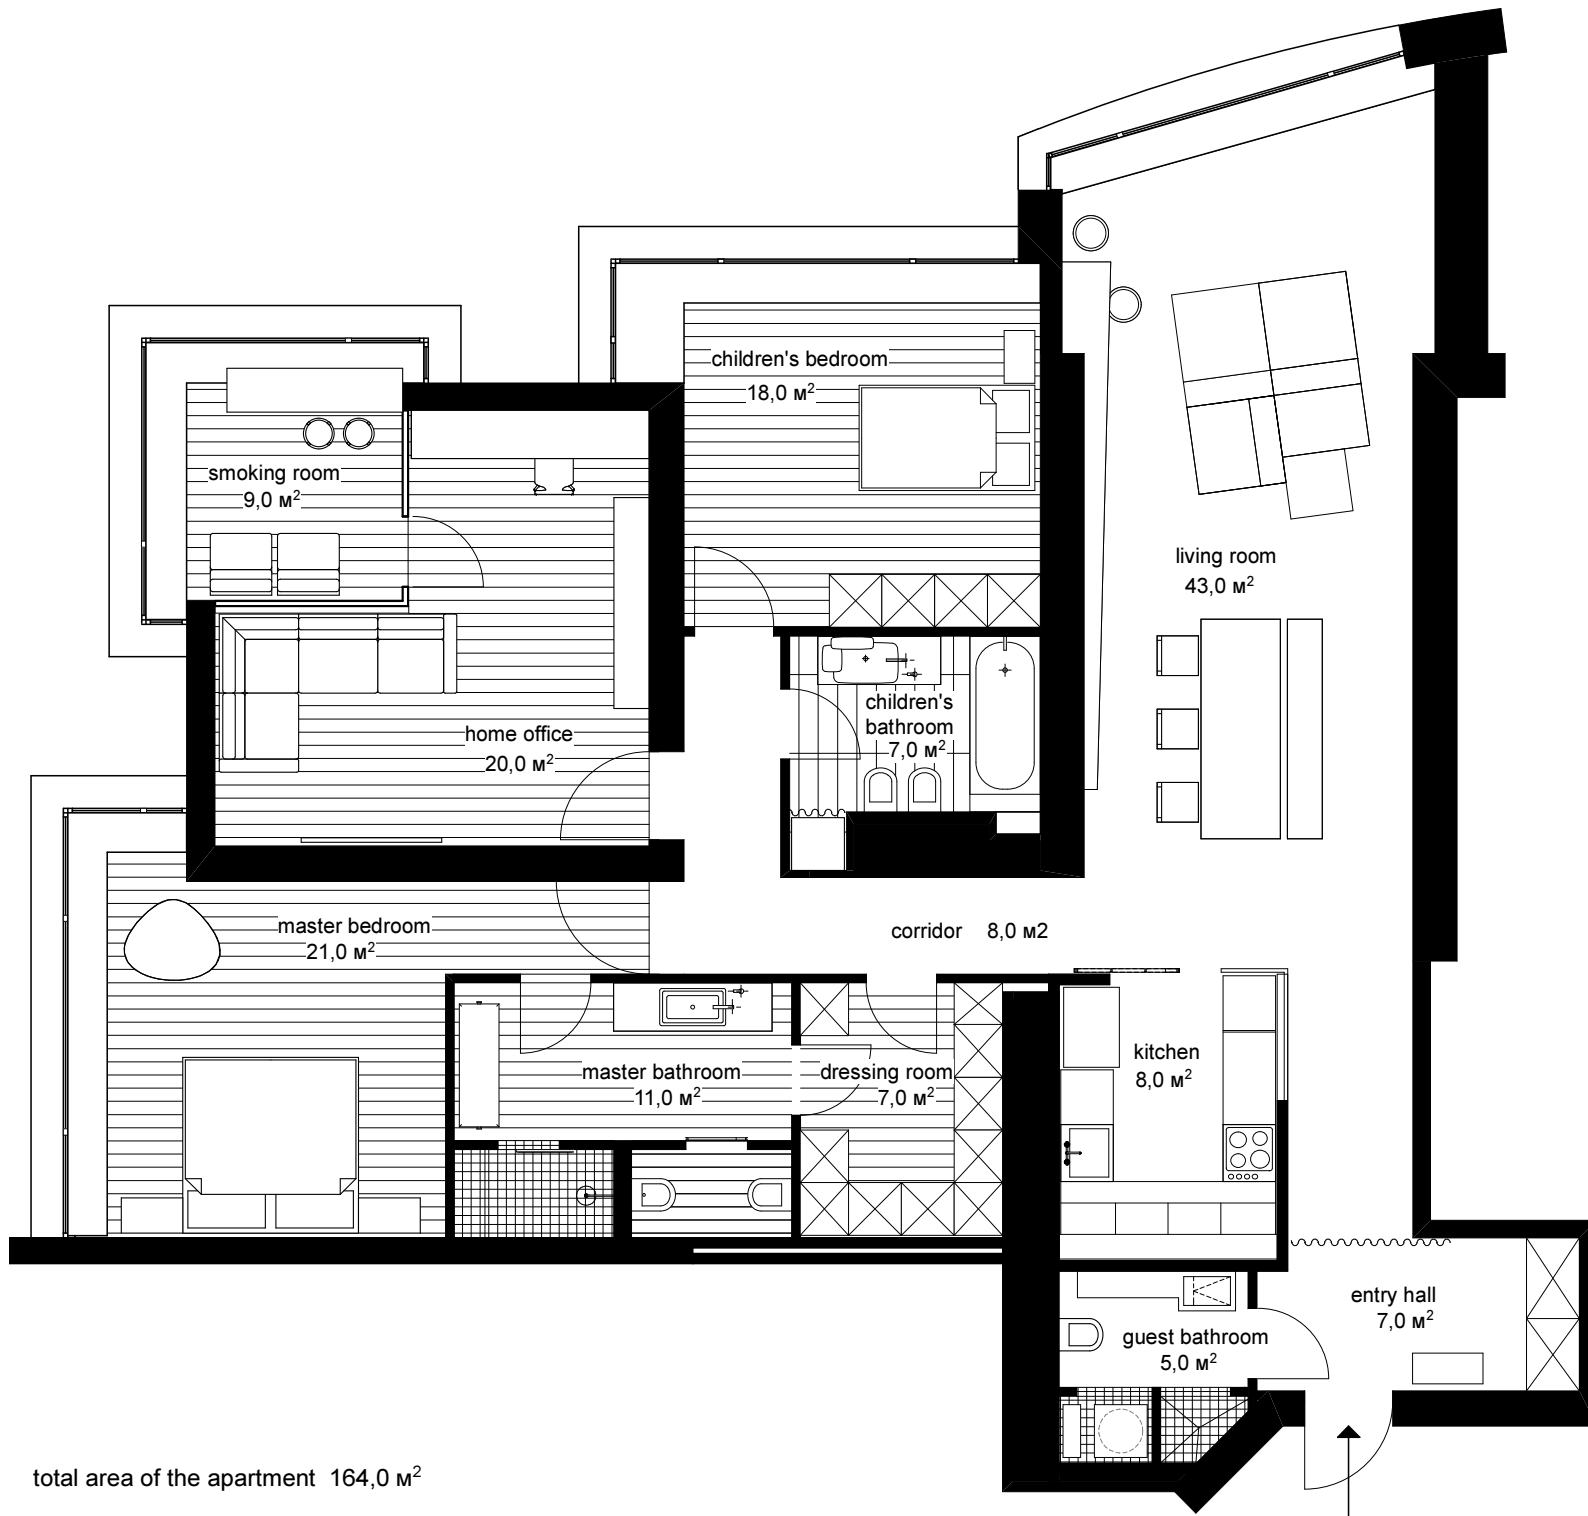 children's bedroom
18,0 м²
smoking room
9,0 м²
living room
43,0 м²
children's
bathroom
7,0 м²
home office
20,0 м²
master bedroom
21,0 м²
corridor 8,0 м2
kitchen
8,0 м²
master bathroom
11,0 м²
dressing room
7,0 м²
entry hall
7,0 м²
guest bathroom
5,0 м²
total area of the apartment 164,0 м²